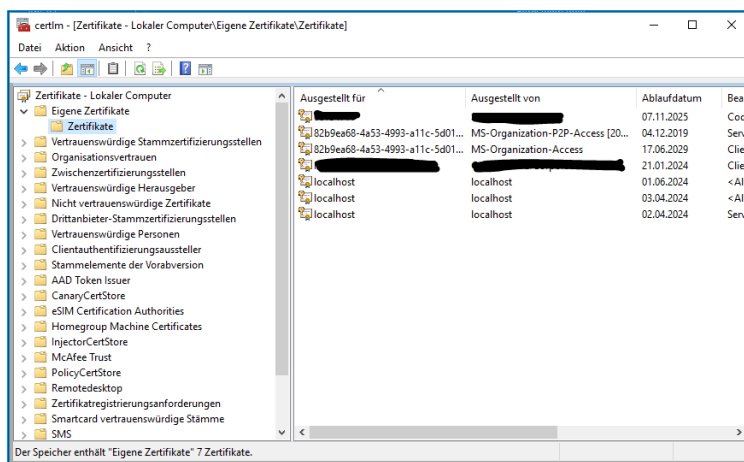 certlm - [Zertifikate - Lokaler Computer\Eigene Zertifikate\Zertifikate]
Datei Aktion Ansicht ?
Zertifikate - Lokaler Computer
Eigene Zertifikate
Zertifikate
Vertrauenswürdige Stammzertifizierungsstellen
Organisationsvertrauen
Zwischenzertifizierungsstellen
Vertrauenswürdige Herausgeber
Nicht vertrauenswürdige Zertifikate
Drittanbieter-Stammzertifizierungsstellen
Vertrauenswürdige Personen
Clientauthentifizierungsaussteller
Stammelemente der Vorabversion
AAD Token Issuer
CanaryCertStore
eSIM Certification Authorities
Homegroup Machine Certificates
InjectorCertStore
McAfee Trust
PolicyCertStore
Remotedesktop
Zertifikatregistrierungsanforderungen
Smartcard vertrauenswürdige Stämme
SMS
Ausgestellt für Ausgestellt von Ablaufdatum Bea
07.11.2025 Coc
82b9ea68-4a53-4993-a11c-5d01... MS-Organization-P2P-Access [20... 04.12.2019 Serv
82b9ea68-4a53-4993-a11c-5d01... MS-Organization-Access 17.06.2029 Clie
21.01.2024 Clie
localhost localhost 01.06.2024 <Al
localhost localhost 03.04.2024 <Al
localhost localhost 02.04.2024 Serv
Der Speicher enthält "Eigene Zertifikate" 7 Zertifikate.